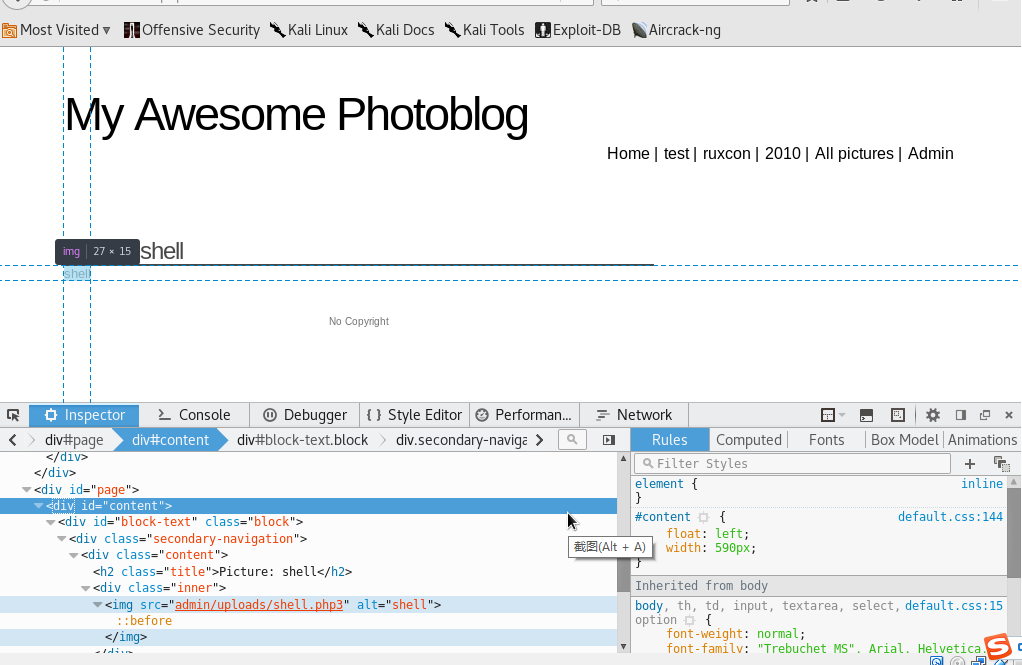 Most Visited ▾ Offensive Security Kali Linux Kali Docs Kali Tools Exploit-DB Aircrack-ng
My Awesome Photoblog
Home | test | ruxcon | 2010 | All pictures | Admin
img 27 × 15 shell
shell
No Copyright
Inspector Console Debugger { } Style Editor Performan... Network
div#page div#content div#block-text.block div.secondary-naviga
Rules Computed Fonts Box Model Animations
</div>
</div>
<div id="page">
<div id="content">
<div id="block-text" class="block">
<div class="secondary-navigation">
<div class="content">
<h2 class="title">Picture: shell</h2>
<div class="inner">
<img src="admin/uploads/shell.php3" alt="shell">
::before
</img>
</div>
截图(Alt + A)
Filter Styles
element { inline
}
#content { default.css:144
float: left;
width: 590px;
}
Inherited from body
body, th, td, input, textarea, select, default.css:15
option {
font-weight: normal;
font-family: "Trebuchet MS", Arial, Helvetica,